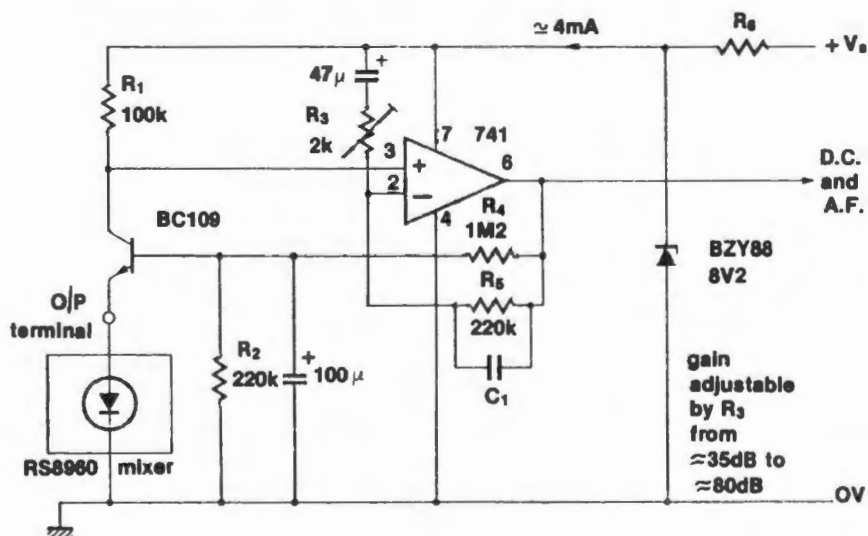 ≃ 4mA
R₆
+ Vₛ
47μ
+
R₁
100k
R₃
2k
3
7
741
6
+
2
−
4
D.C.
and
A.F.
BC109
R₄
1M2
R₅
220k
C₁
BZY88
8V2
O/P
terminal
R₂
220k
+
100μ
gain
adjustable
by R₃
from
≈35dB to
≈80dB
RS8960 mixer
OV